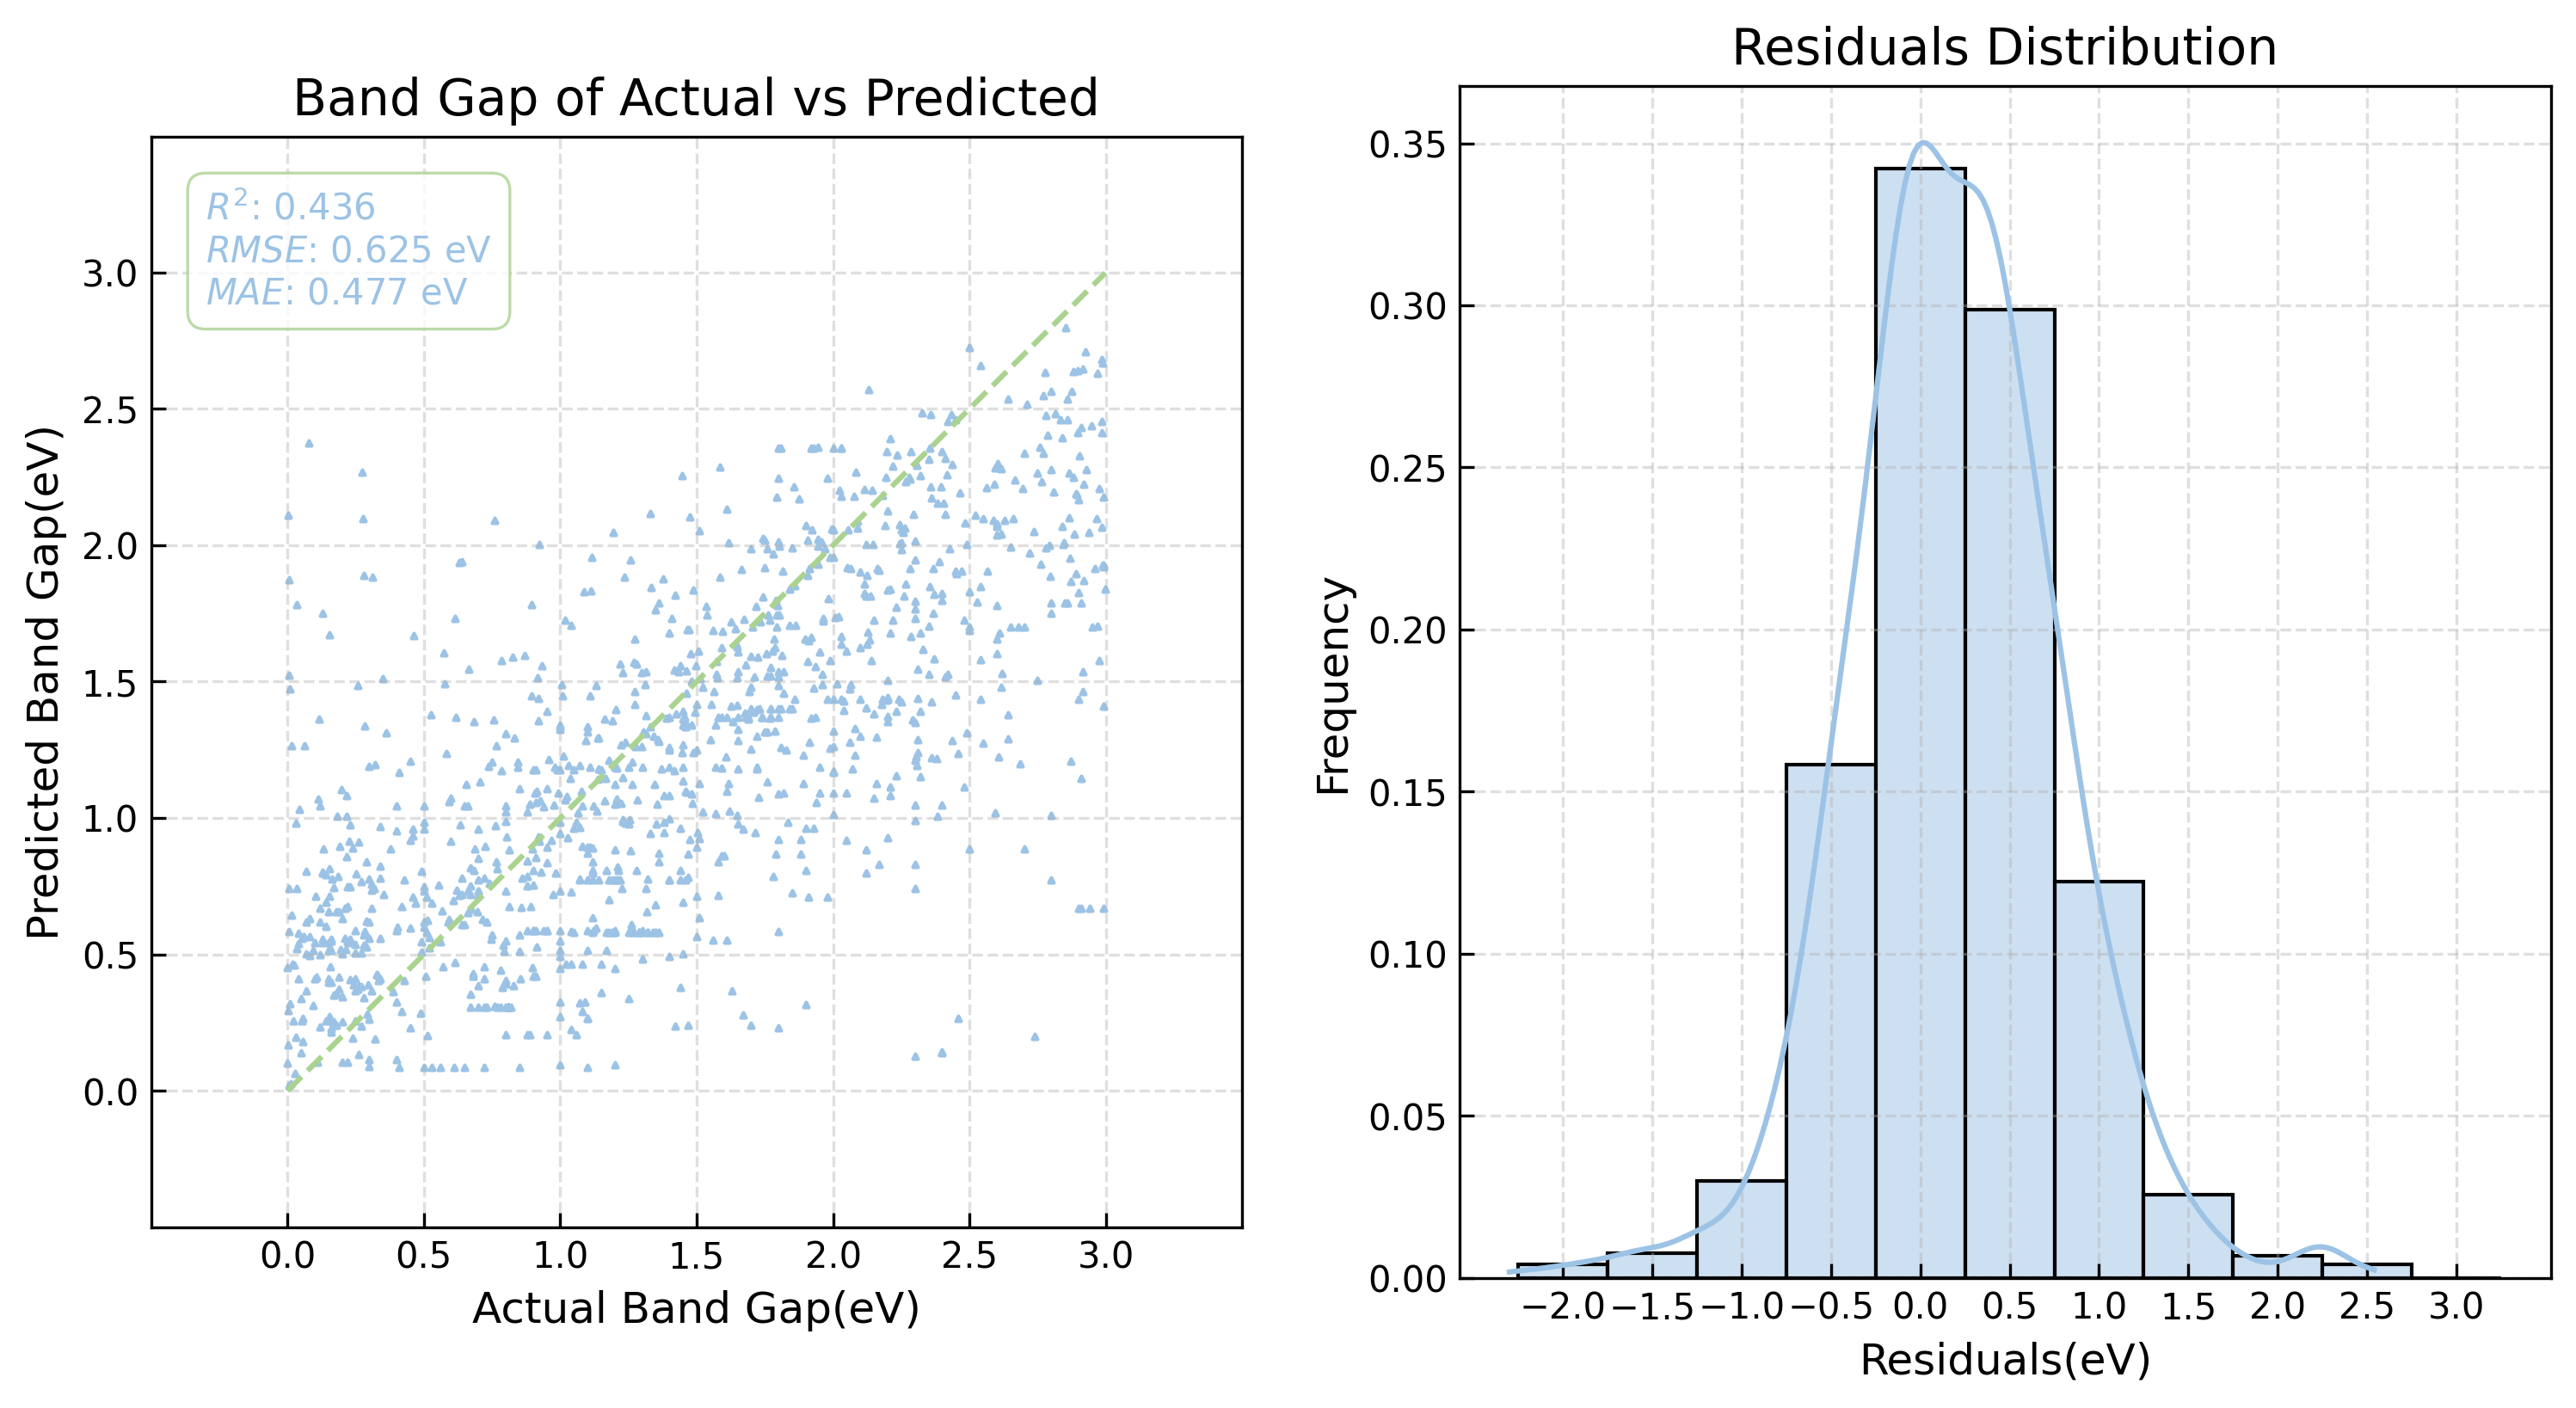 Band Gap of Actual vs Predicted
R²: 0.436
RMSE: 0.625 eV
MAE: 0.477 eV
Predicted Band Gap(eV)
3.0
2.5
2.0
1.5
1.0
0.5
0.0
0.0 0.5 1.0 1.5 2.0 2.5 3.0
Actual Band Gap(eV)
Residuals Distribution
Frequency
0.35
0.30
0.25
0.20
0.15
0.10
0.05
0.00
−2.0 −1.5 −1.0 −0.5 0.0 0.5 1.0 1.5 2.0 2.5 3.0
Residuals(eV)